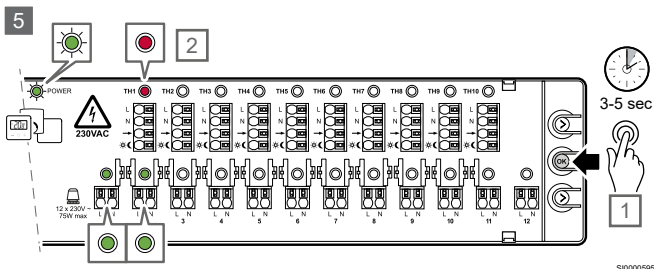 5
2
POWER
TH1 TH2 TH3 TH4 TH5 TH6 TH7 TH8 TH9 TH10
L
N
230VAC
3-5 sec
OK
1
12 x 230V ~
75W max
L N L N L N L N L N L N L N L N L N L N L N L N
3 4 5 6 7 8 9 10 11 12
SI0000595